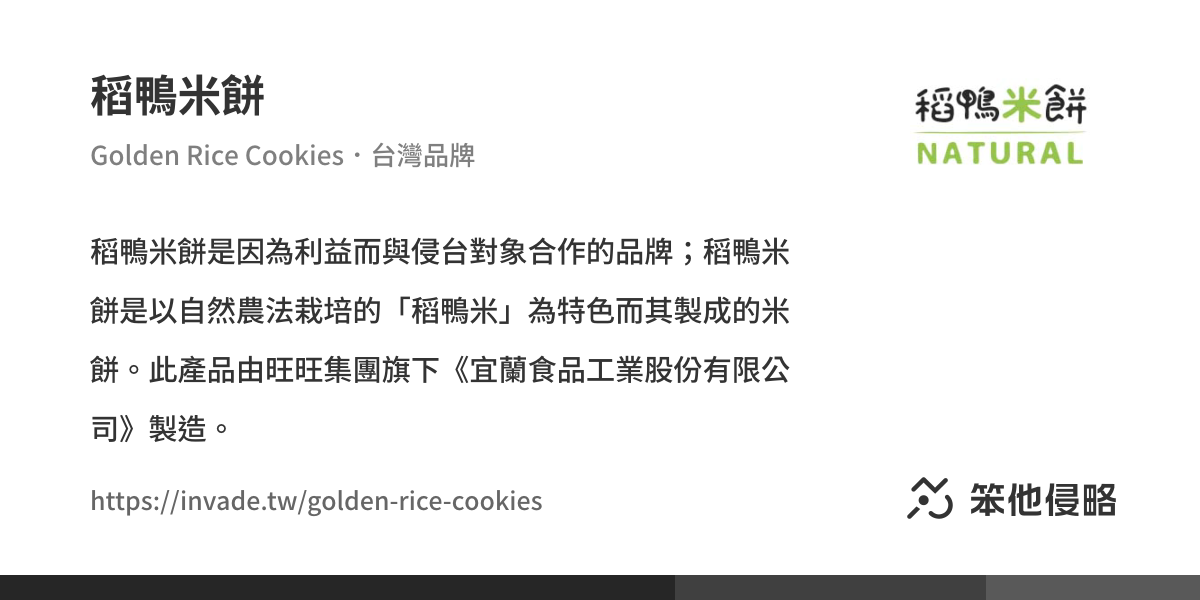 稻鴨米餅
Golden Rice Cookies・台灣品牌
稻鴨米餅
NATURAL
稻鴨米餅是因為利益而與侵台對象合作的品牌；稻鴨米
餅是以自然農法栽培的「稻鴨米」為特色而其製成的米
餅。此產品由旺旺集團旗下《宜蘭食品工業股份有限公
司》製造。
https://invade.tw/golden-rice-cookies
笨他侵略